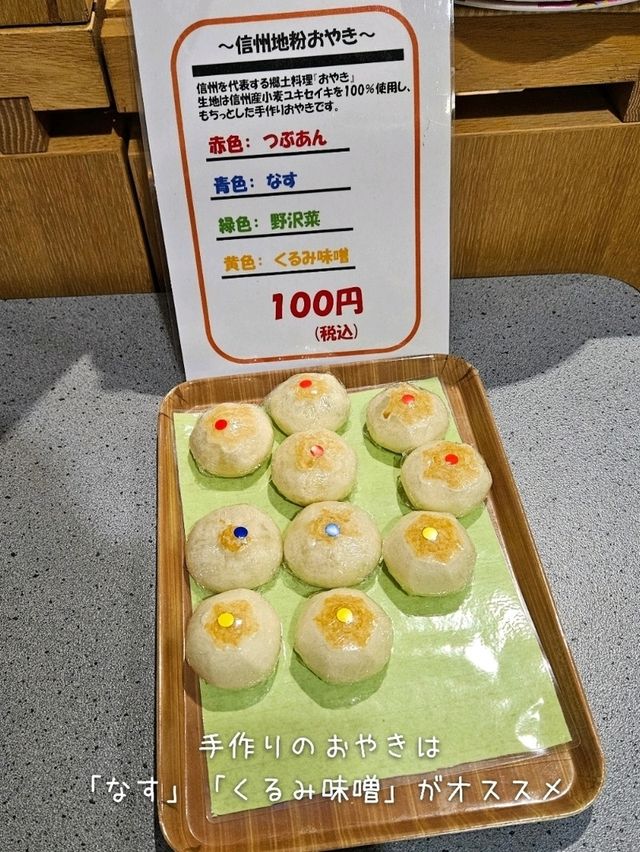 ～信州地粉おやき～
信州を代表する郷土料理「おやき」
生地は信州産小麦ユキセイキを100％使用し、
もちっとした手作りおやきです。
赤色：つぶあん
青色：なす
緑色：野沢菜
黄色：くるみ味噌
100円
(税込)
手作りのおやきは
「なす」「くるみ味噌」がオススメ